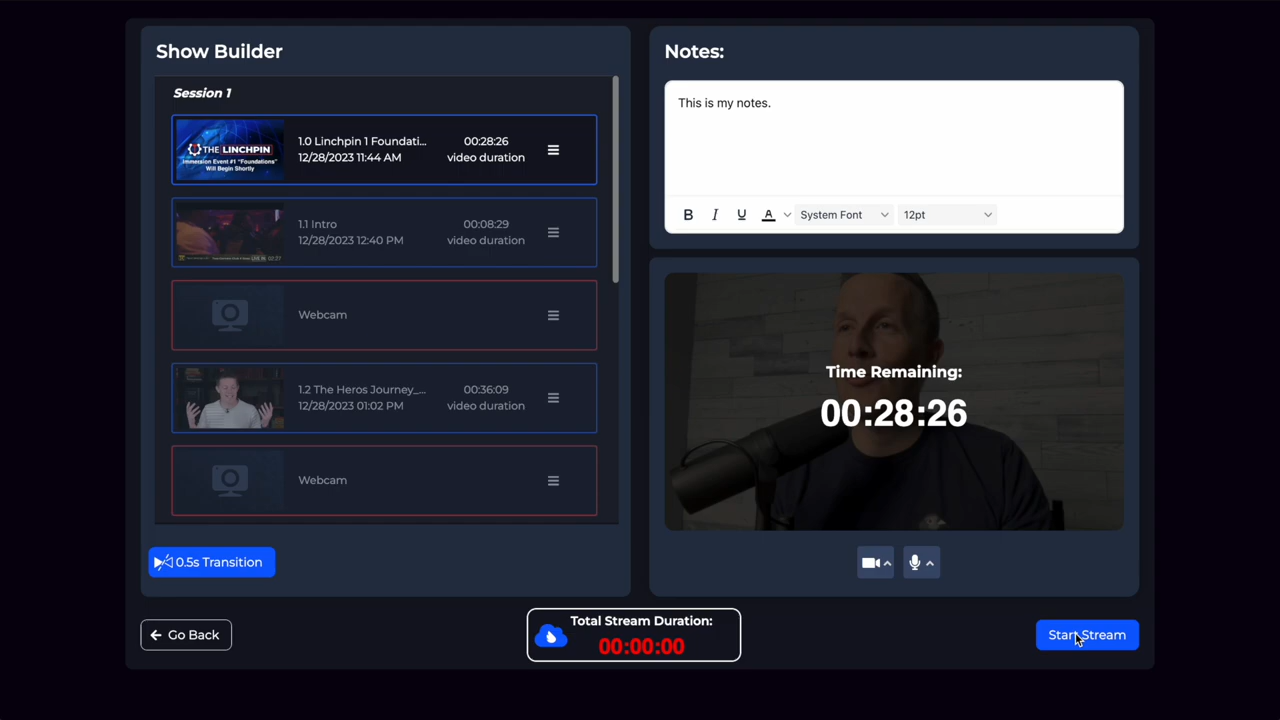 Show Builder
Session 1
THE LINCHPIN
Immersion Event #1 "Foundations"
Will Begin Shortly
1.0 Linchpin 1 Foundati...
12/28/2023 11:44 AM
00:28:26
video duration
1.1 Intro
12/28/2023 12:40 PM
00:08:29
video duration
LIVE IN 02:27
Webcam
1.2 The Heros Journey_...
12/28/2023 01:02 PM
00:36:09
video duration
Webcam
0.5s Transition
Go Back
Notes:
This is my notes.
B I U A System Font 12pt
Time Remaining:
00:28:26
Total Stream Duration:
00:00:00
Start Stream